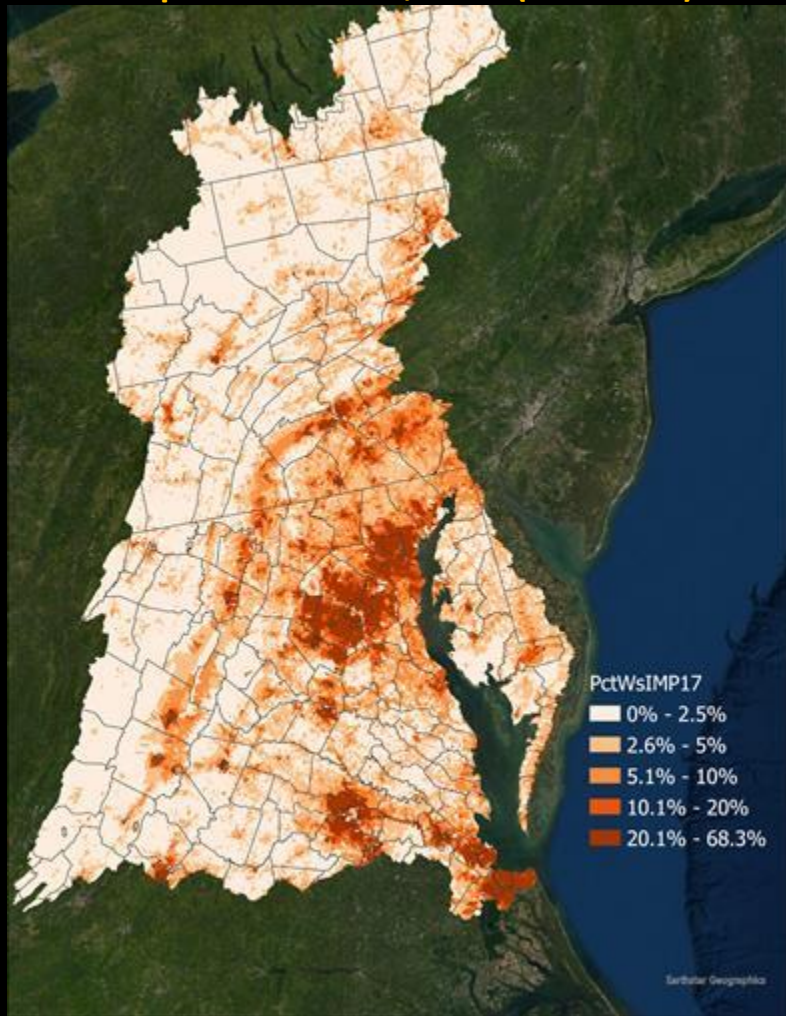 PctWsIMP17
0% - 2.5%
2.6% - 5%
5.1% - 10%
10.1% - 20%
20.1% - 68.3%
Earthstar Geographics